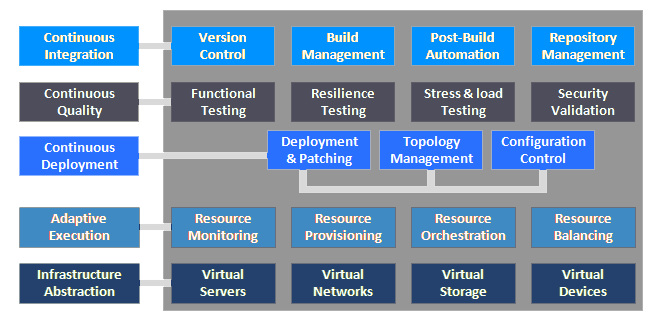 Continuous
Integration
Version
Control
Build
Management
Post-Build
Automation
Repository
Management
Continuous
Quality
Functional
Testing
Resilience
Testing
Stress & load
Testing
Security
Validation
Continuous
Deployment
Deployment
& Patching
Topology
Management
Configuration
Control
Adaptive
Execution
Resource
Monitoring
Resource
Provisioning
Resource
Orchestration
Resource
Balancing
Infrastructure
Abstraction
Virtual
Servers
Virtual
Networks
Virtual
Storage
Virtual
Devices